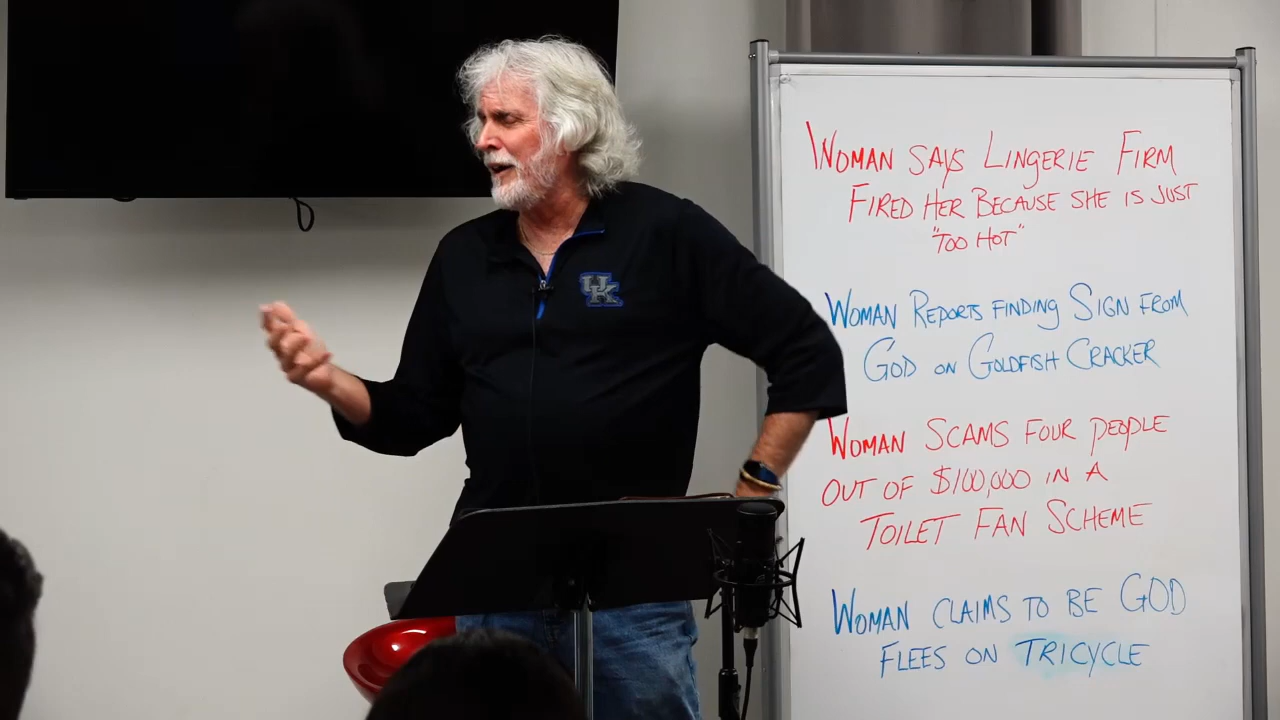 UK
WOMAN SAYS LINGERIE FIRM
FIRED HER BECAUSE SHE IS JUST
"TOO HOT"
WOMAN REPORTS FINDING SIGN FROM
GOD ON GOLDFISH CRACKER
WOMAN SCAMS FOUR PEOPLE
OUT OF $100,000 IN A
TOILET FAN SCHEME
WOMAN CLAIMS TO BE GOD
FLEES ON TRICYCLE